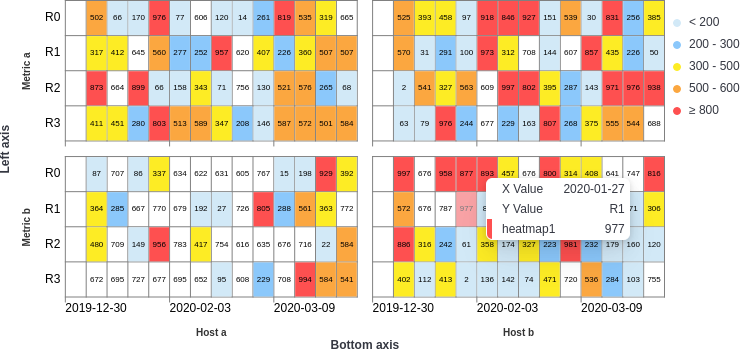 R0 502 66 170 976 77 606 120 14 261 819 535 319 665 525 393 458 97 918 846 927 151 539 30 831 256 385 < 200
R1 317 412 645 560 277 252 957 620 407 226 360 507 507 570 31 291 100 973 312 708 144 607 857 435 226 50 200 - 300
Metric a
300 - 500
R2 873 664 899 66 158 343 71 756 130 521 576 265 68 2 541 327 563 609 997 802 395 287 143 971 976 938 500 - 600
≥ 800
R3 411 451 280 803 513 589 347 208 146 587 572 501 584 63 79 976 244 677 229 163 807 268 375 555 544 688
Left axis
R0 87 707 86 337 634 622 631 605 767 15 198 929 392 997 676 958 877 893 457 676 800 314 408 641 747 816
X Value 2020-01-27
R1 364 285 667 770 679 192 27 726 805 288 561 363 772 572 676 787 977 Y Value R1 306
Metric b
heatmap1 977
R2 480 709 149 956 783 417 754 616 635 676 716 22 584 886 316 242 61 358 174 327 223 981 232 179 160 120
R3 672 695 727 677 695 652 95 608 229 708 994 584 541 402 112 413 2 136 142 74 471 720 536 284 103 755
2019-12-30 2020-02-03 2020-03-09 2019-12-30 2020-02-03 2020-03-09
Host a Host b
Bottom axis